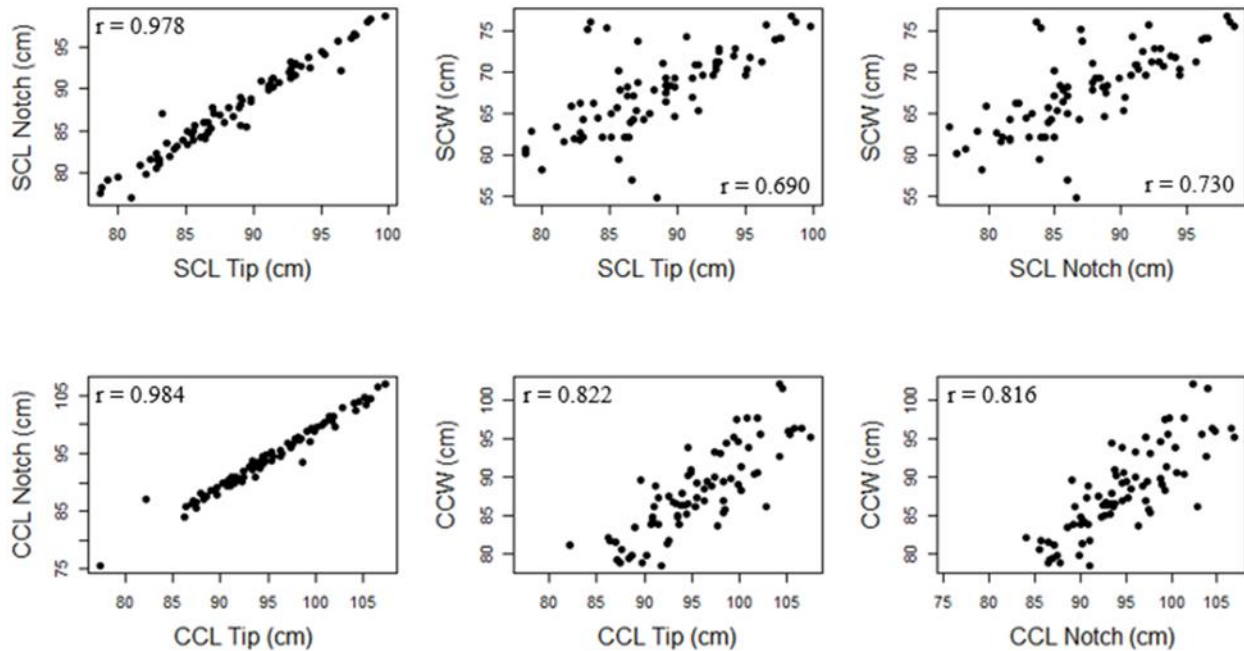 r = 0.978
SCL Notch (cm)
95
90
85
80
80 85 90 95 100
SCL Tip (cm)
SCW (cm)
75
70
65
60
55
r = 0.690
80 85 90 95 100
SCL Tip (cm)
SCW (cm)
75
70
65
60
55
r = 0.730
80 85 90 95
SCL Notch (cm)
r = 0.984
CCL Notch (cm)
105
95
85
75
80 85 90 95 100 105
CCL Tip (cm)
r = 0.822
CCW (cm)
100
95
90
85
80
80 85 90 95 100 105
CCL Tip (cm)
r = 0.816
CCW (cm)
100
95
90
85
80
75 80 85 90 95 100 105
CCL Notch (cm)